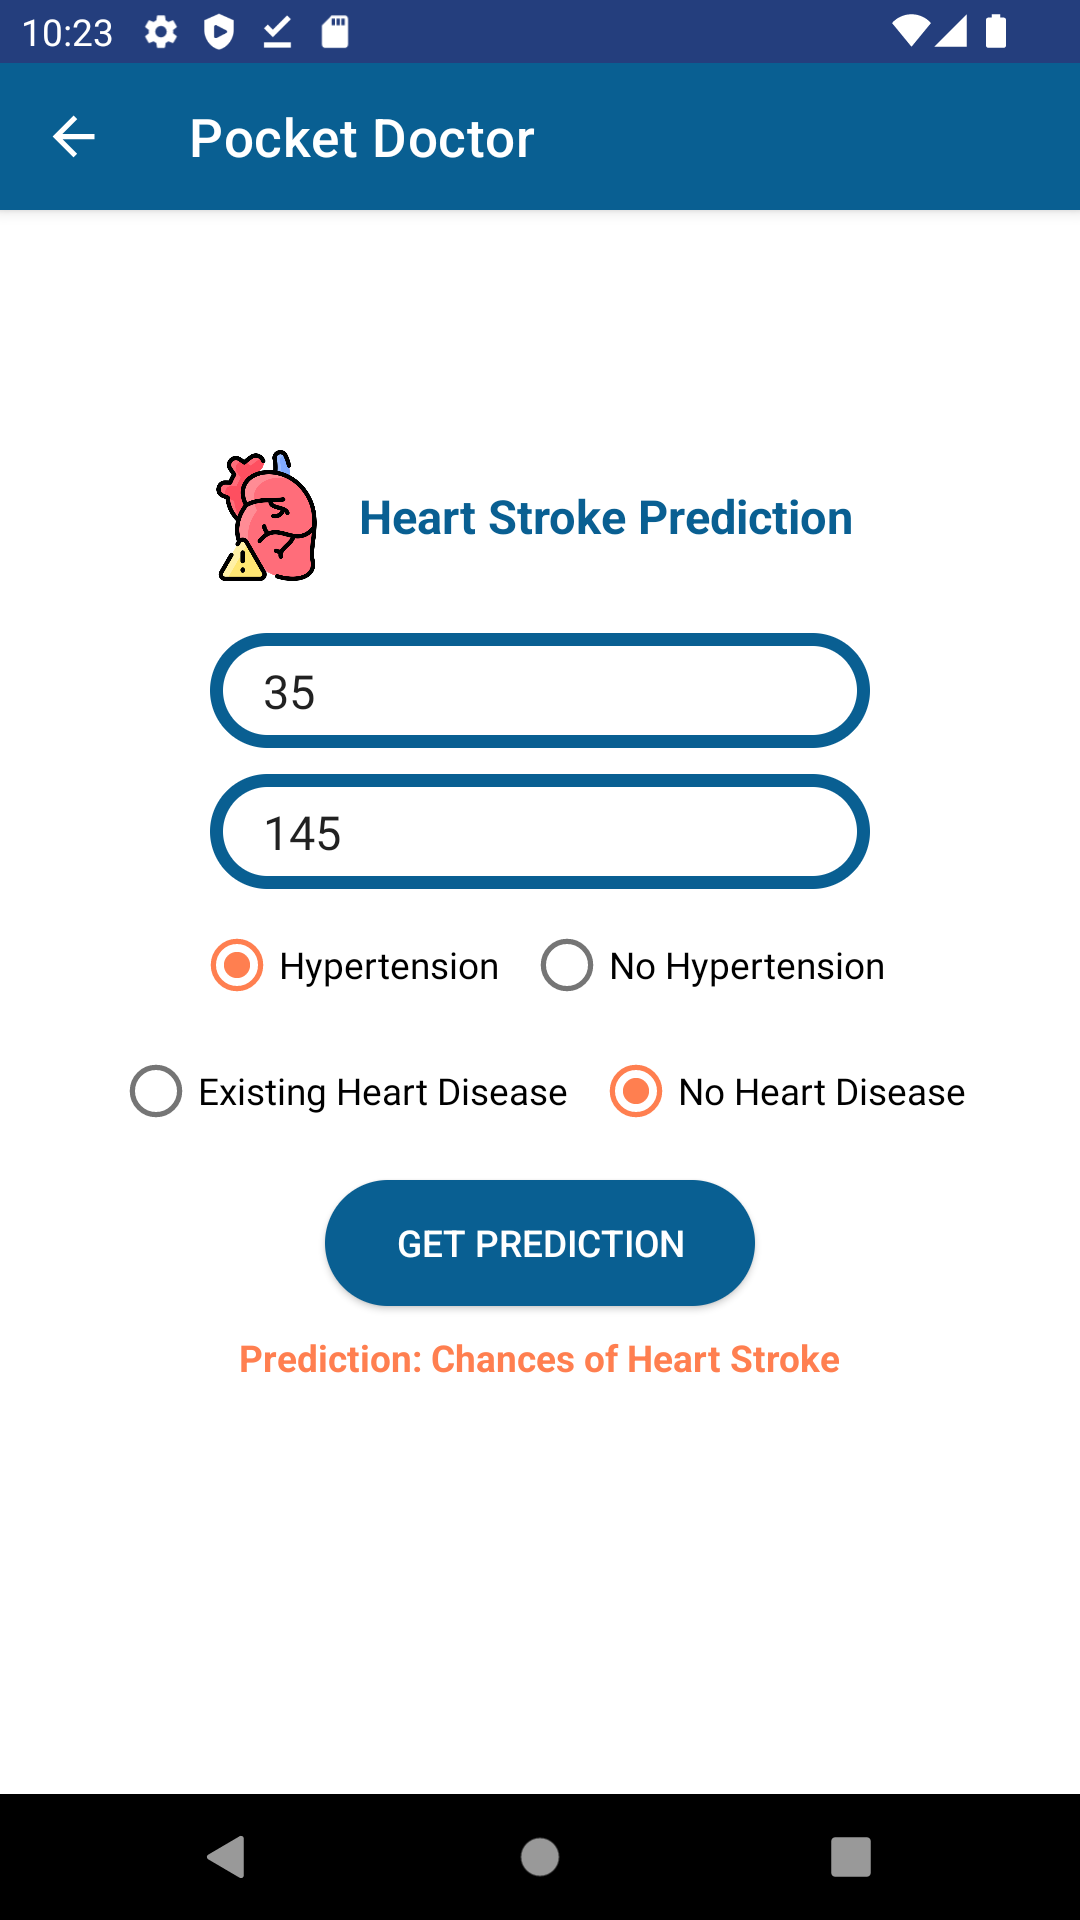 10:23
Pocket Doctor
Heart Stroke Prediction
35
145
Hypertension No Hypertension
Existing Heart Disease No Heart Disease
GET PREDICTION
Prediction: Chances of Heart Stroke